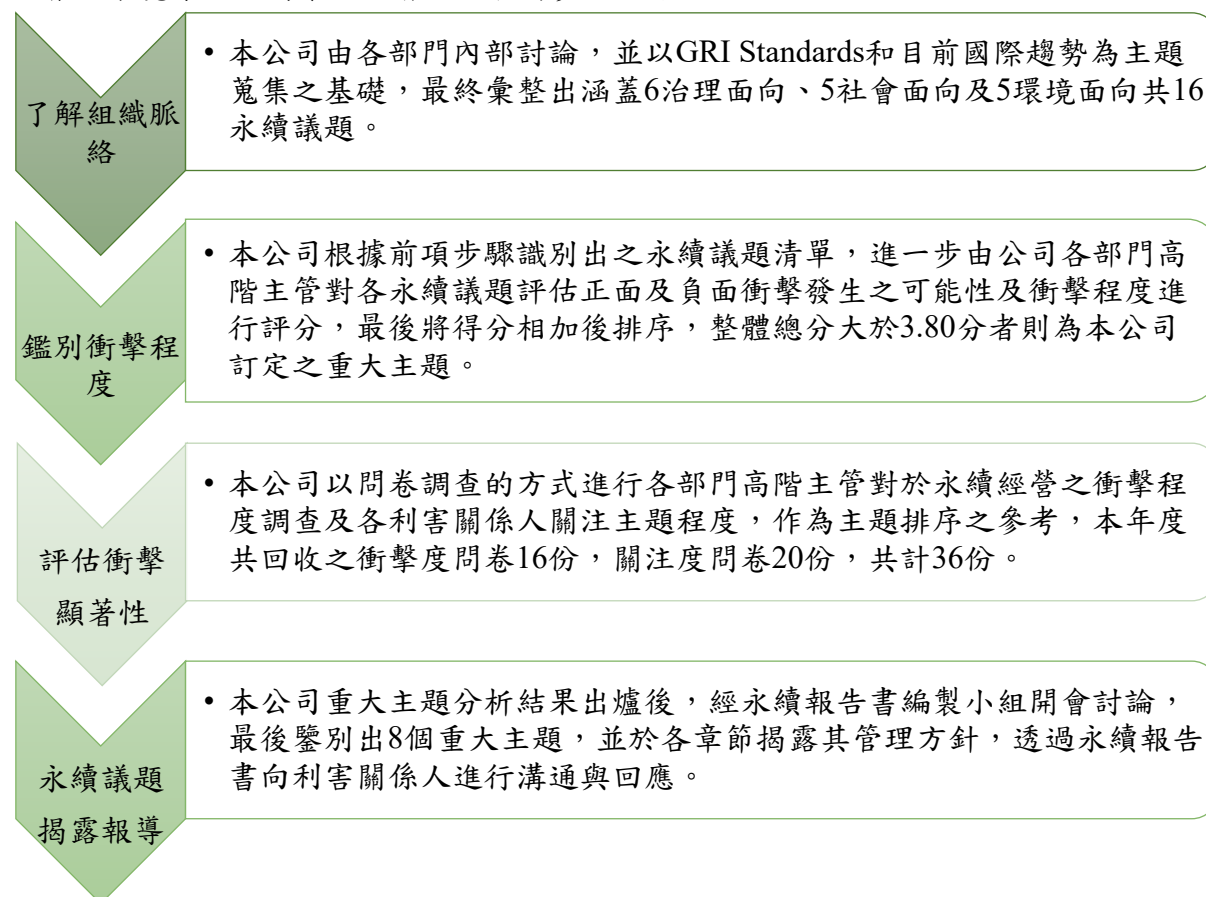 了解組織脈
絡
• 本公司由各部門內部討論，並以GRI Standards和目前國際趨勢為主題
蒐集之基礎，最終彙整出涵蓋6治理面向、5社會面向及5環境面向共16
永續議題。
鑑別衝擊程
度
• 本公司根據前項步驟識別出之永續議題清單，進一步由公司各部門高
階主管對各永續議題評估正面及負面衝擊發生之可能性及衝擊程度進
行評分，最後將得分相加後排序，整體總分大於3.80分者則為本公司
訂定之重大主題。
評估衝擊
顯著性
• 本公司以問卷調查的方式進行各部門高階主管對於永續經營之衝擊程
度調查及各利害關係人關注主題程度，作為主題排序之參考，本年度
共回收之衝擊度問卷16份，關注度問卷20份，共計36份。
永續議題
揭露報導
• 本公司重大主題分析結果出爐後，經永續報告書編製小組開會討論，
最後鑒別出8個重大主題，並於各章節揭露其管理方針，透過永續報告
書向利害關係人進行溝通與回應。